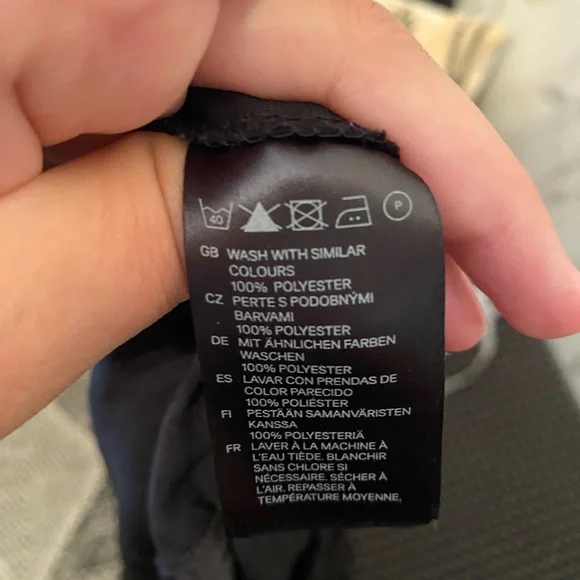 40 P
GB WASH WITH SIMILAR
COLOURS
100% POLYESTER
CZ PERTE S PODOBNÝMI
BARVAMI
100% POLYESTER
DE MIT ÄHNLICHEN FARBEN
WASCHEN
100% POLYESTER
ES LAVAR CON PRENDAS DE
COLOR PARECIDO
100% POLIÉSTER
FI PESTÄÄN SAMANVÄRISTEN
KANSSA
100% POLYESTERIÄ
FR LAVER À LA MACHINE À
L'EAU TIÈDE. BLANCHIR
SANS CHLORE SI
NÉCESSAIRE. SÉCHER À
L'AIR. REPASSER À
TEMPÉRATURE MOYENNE,